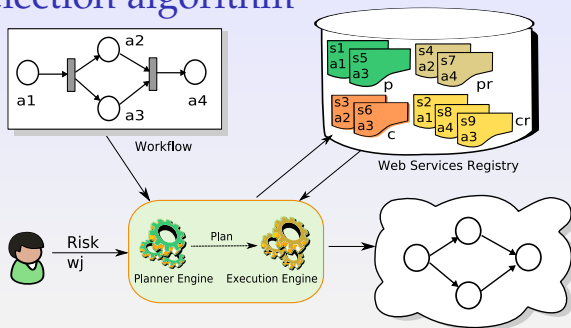 lection algorithm
a2
a1
a4
a3
Workflow
s1
a1
s5
a3
p
s4
a2
s7
a4
pr
s3
a2
s6
a3
c
s2
a1
s8
a4
s9
a3
cr
Web Services Registry
Risk
wj
Plan
Planner Engine
Execution Engine